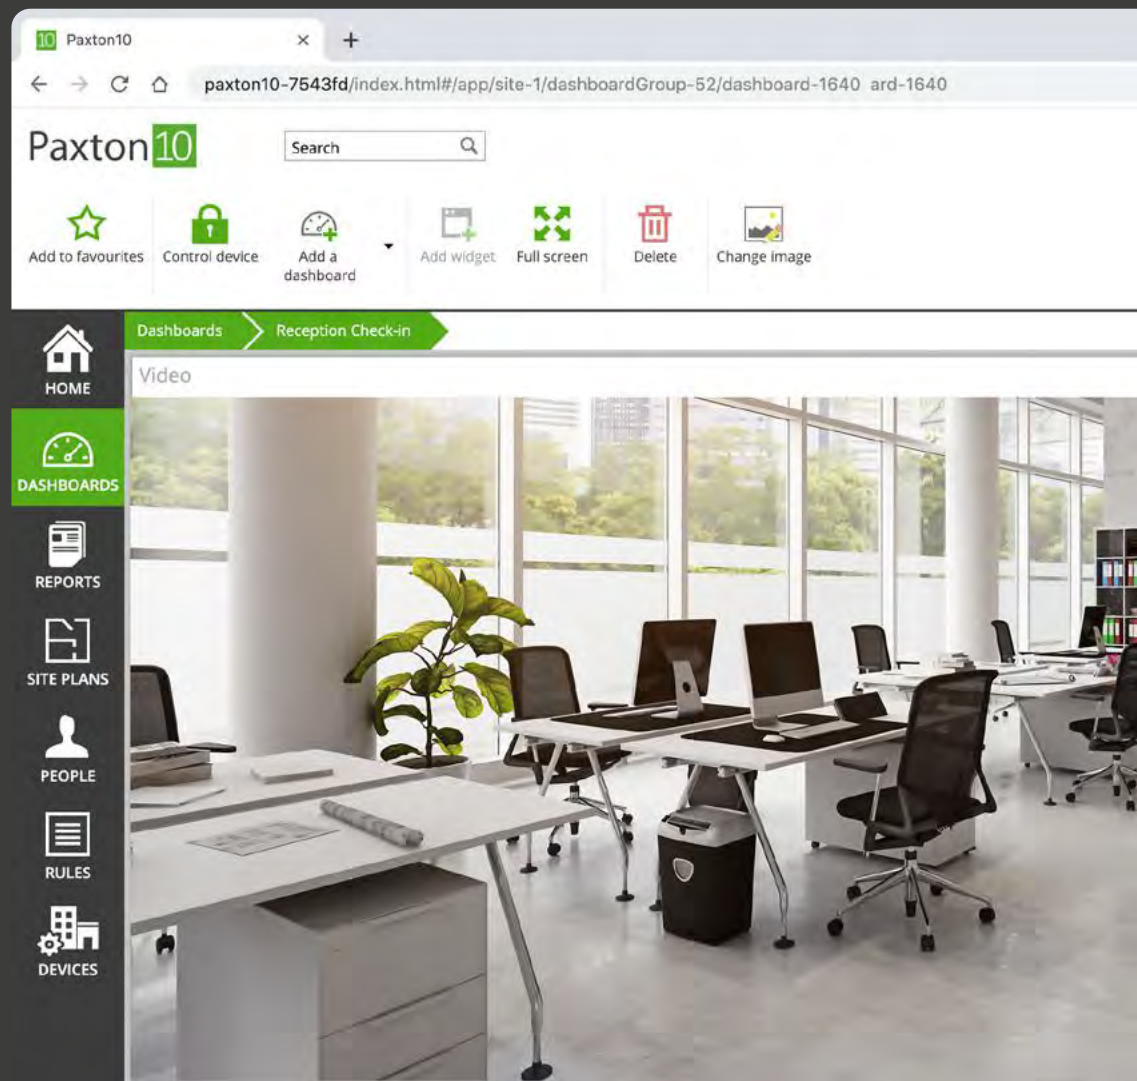 10 Paxton10
paxton10-7543fd/index.html#/app/site-1/dashboardGroup-52/dashboard-1640 ard-1640
Paxton10
Search
Add to favourites
Control device
Add a
dashboard
Add widget
Full screen
Delete
Change image
Dashboards
Reception Check-in
Video
HOME
DASHBOARDS
REPORTS
SITE PLANS
PEOPLE
RULES
DEVICES